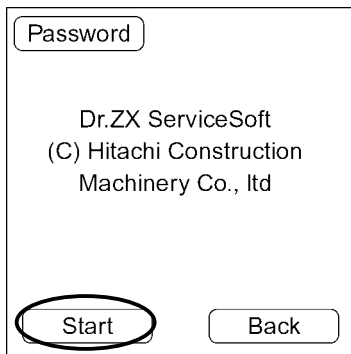 Password
Dr.ZX ServiceSoft
(C) Hitachi Construction
Machinery Co., ltd
Start Back